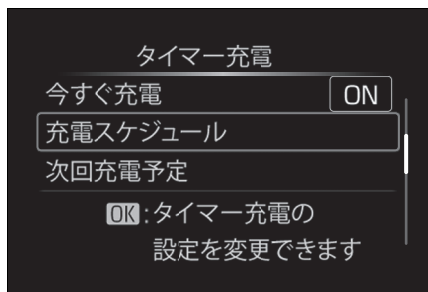 タイマー充電
今すぐ充電 ON
充電スケジュール
次回充電予定
OK:タイマー充電の
設定を変更できます